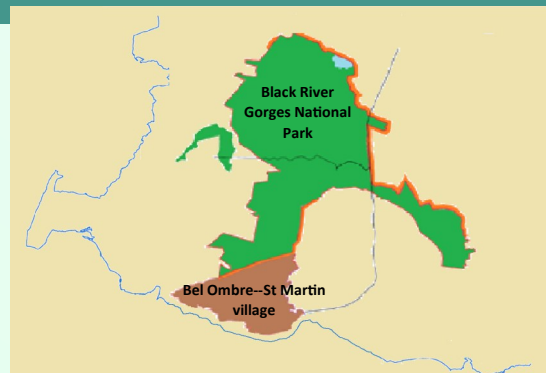 Black River
Gorges National
Park
Bel Ombre--St Martin
village